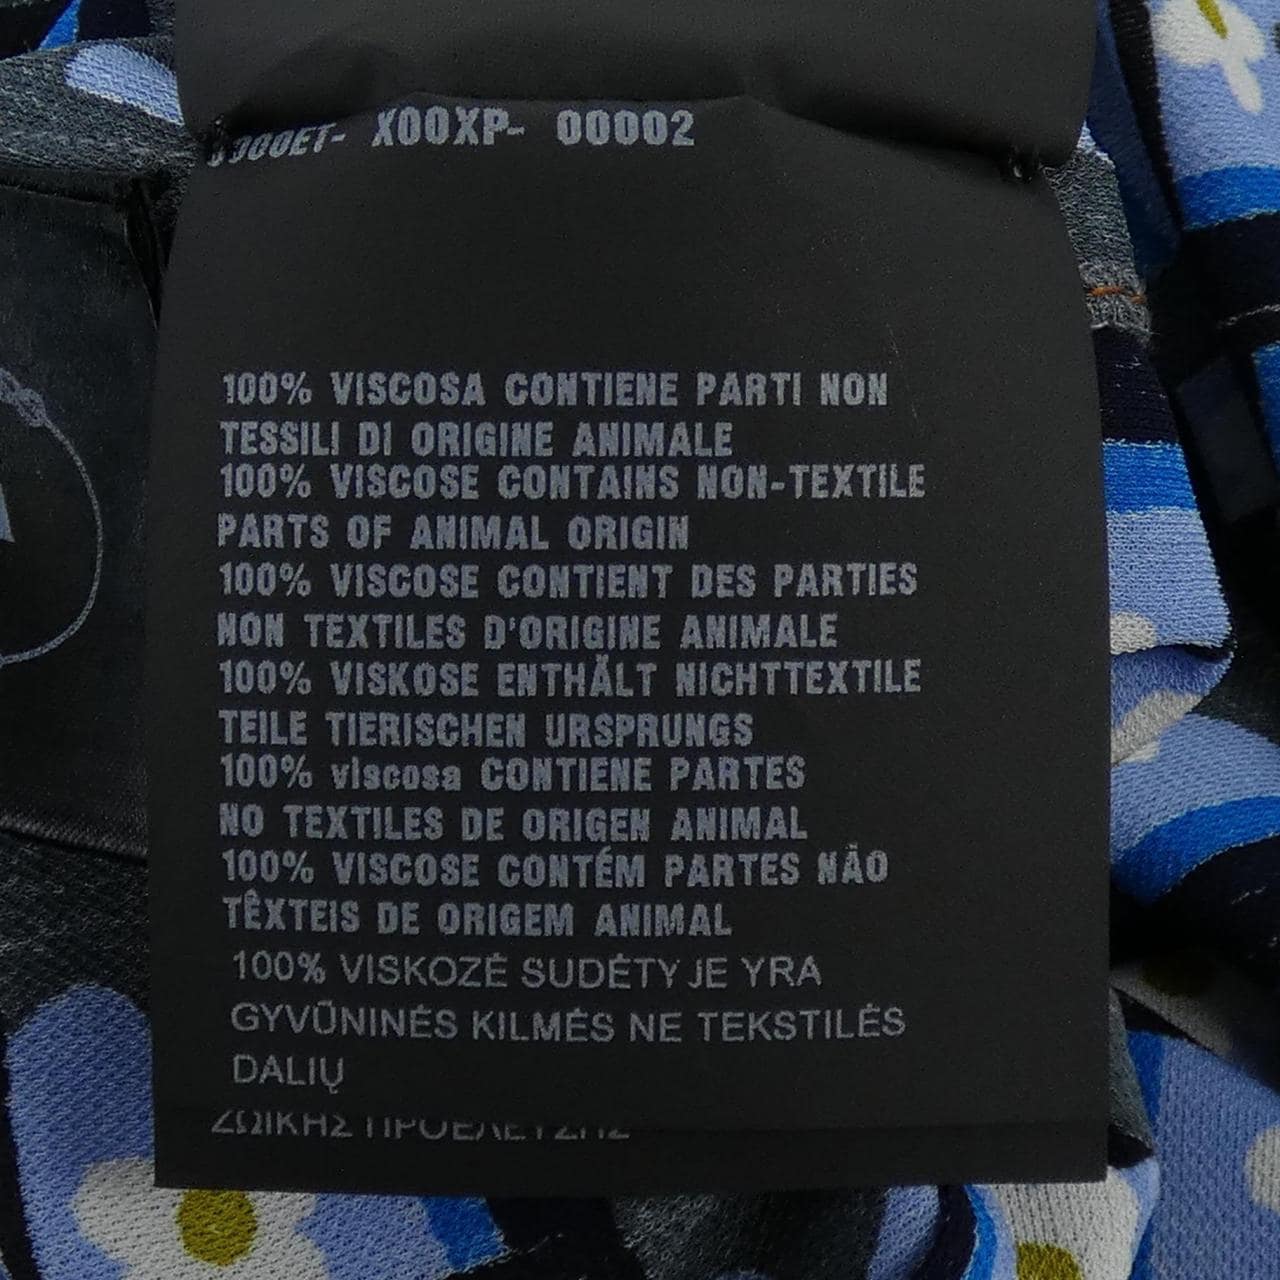 X00XP- 00002
100% VISCOSA CONTIENE PARTI NON
TESSILI DI ORIGINE ANIMALE
100% VISCOSE CONTAINS NON-TEXTILE
PARTS OF ANIMAL ORIGIN
100% VISCOSE CONTIENT DES PARTIES
NON TEXTILES D'ORIGINE ANIMALE
100% VISKOSE ENTHÄLT NICHTTEXTILE
TEILE TIERISCHEN URSPRUNGS
100% viscosa CONTIENE PARTES
NO TEXTILES DE ORIGEN ANIMAL
100% VISCOSE CONTÉM PARTES NÃO
TÊXTEIS DE ORIGEM ANIMAL
100% VISKOZĖ SUDĖTYJE YRA
GYVŪNINĖS KILMĖS NE TEKSTILĖS
DALIŲ
ΖΩΙΚΗΣ ΠΡΟΕΛΕΥΣΗΣ